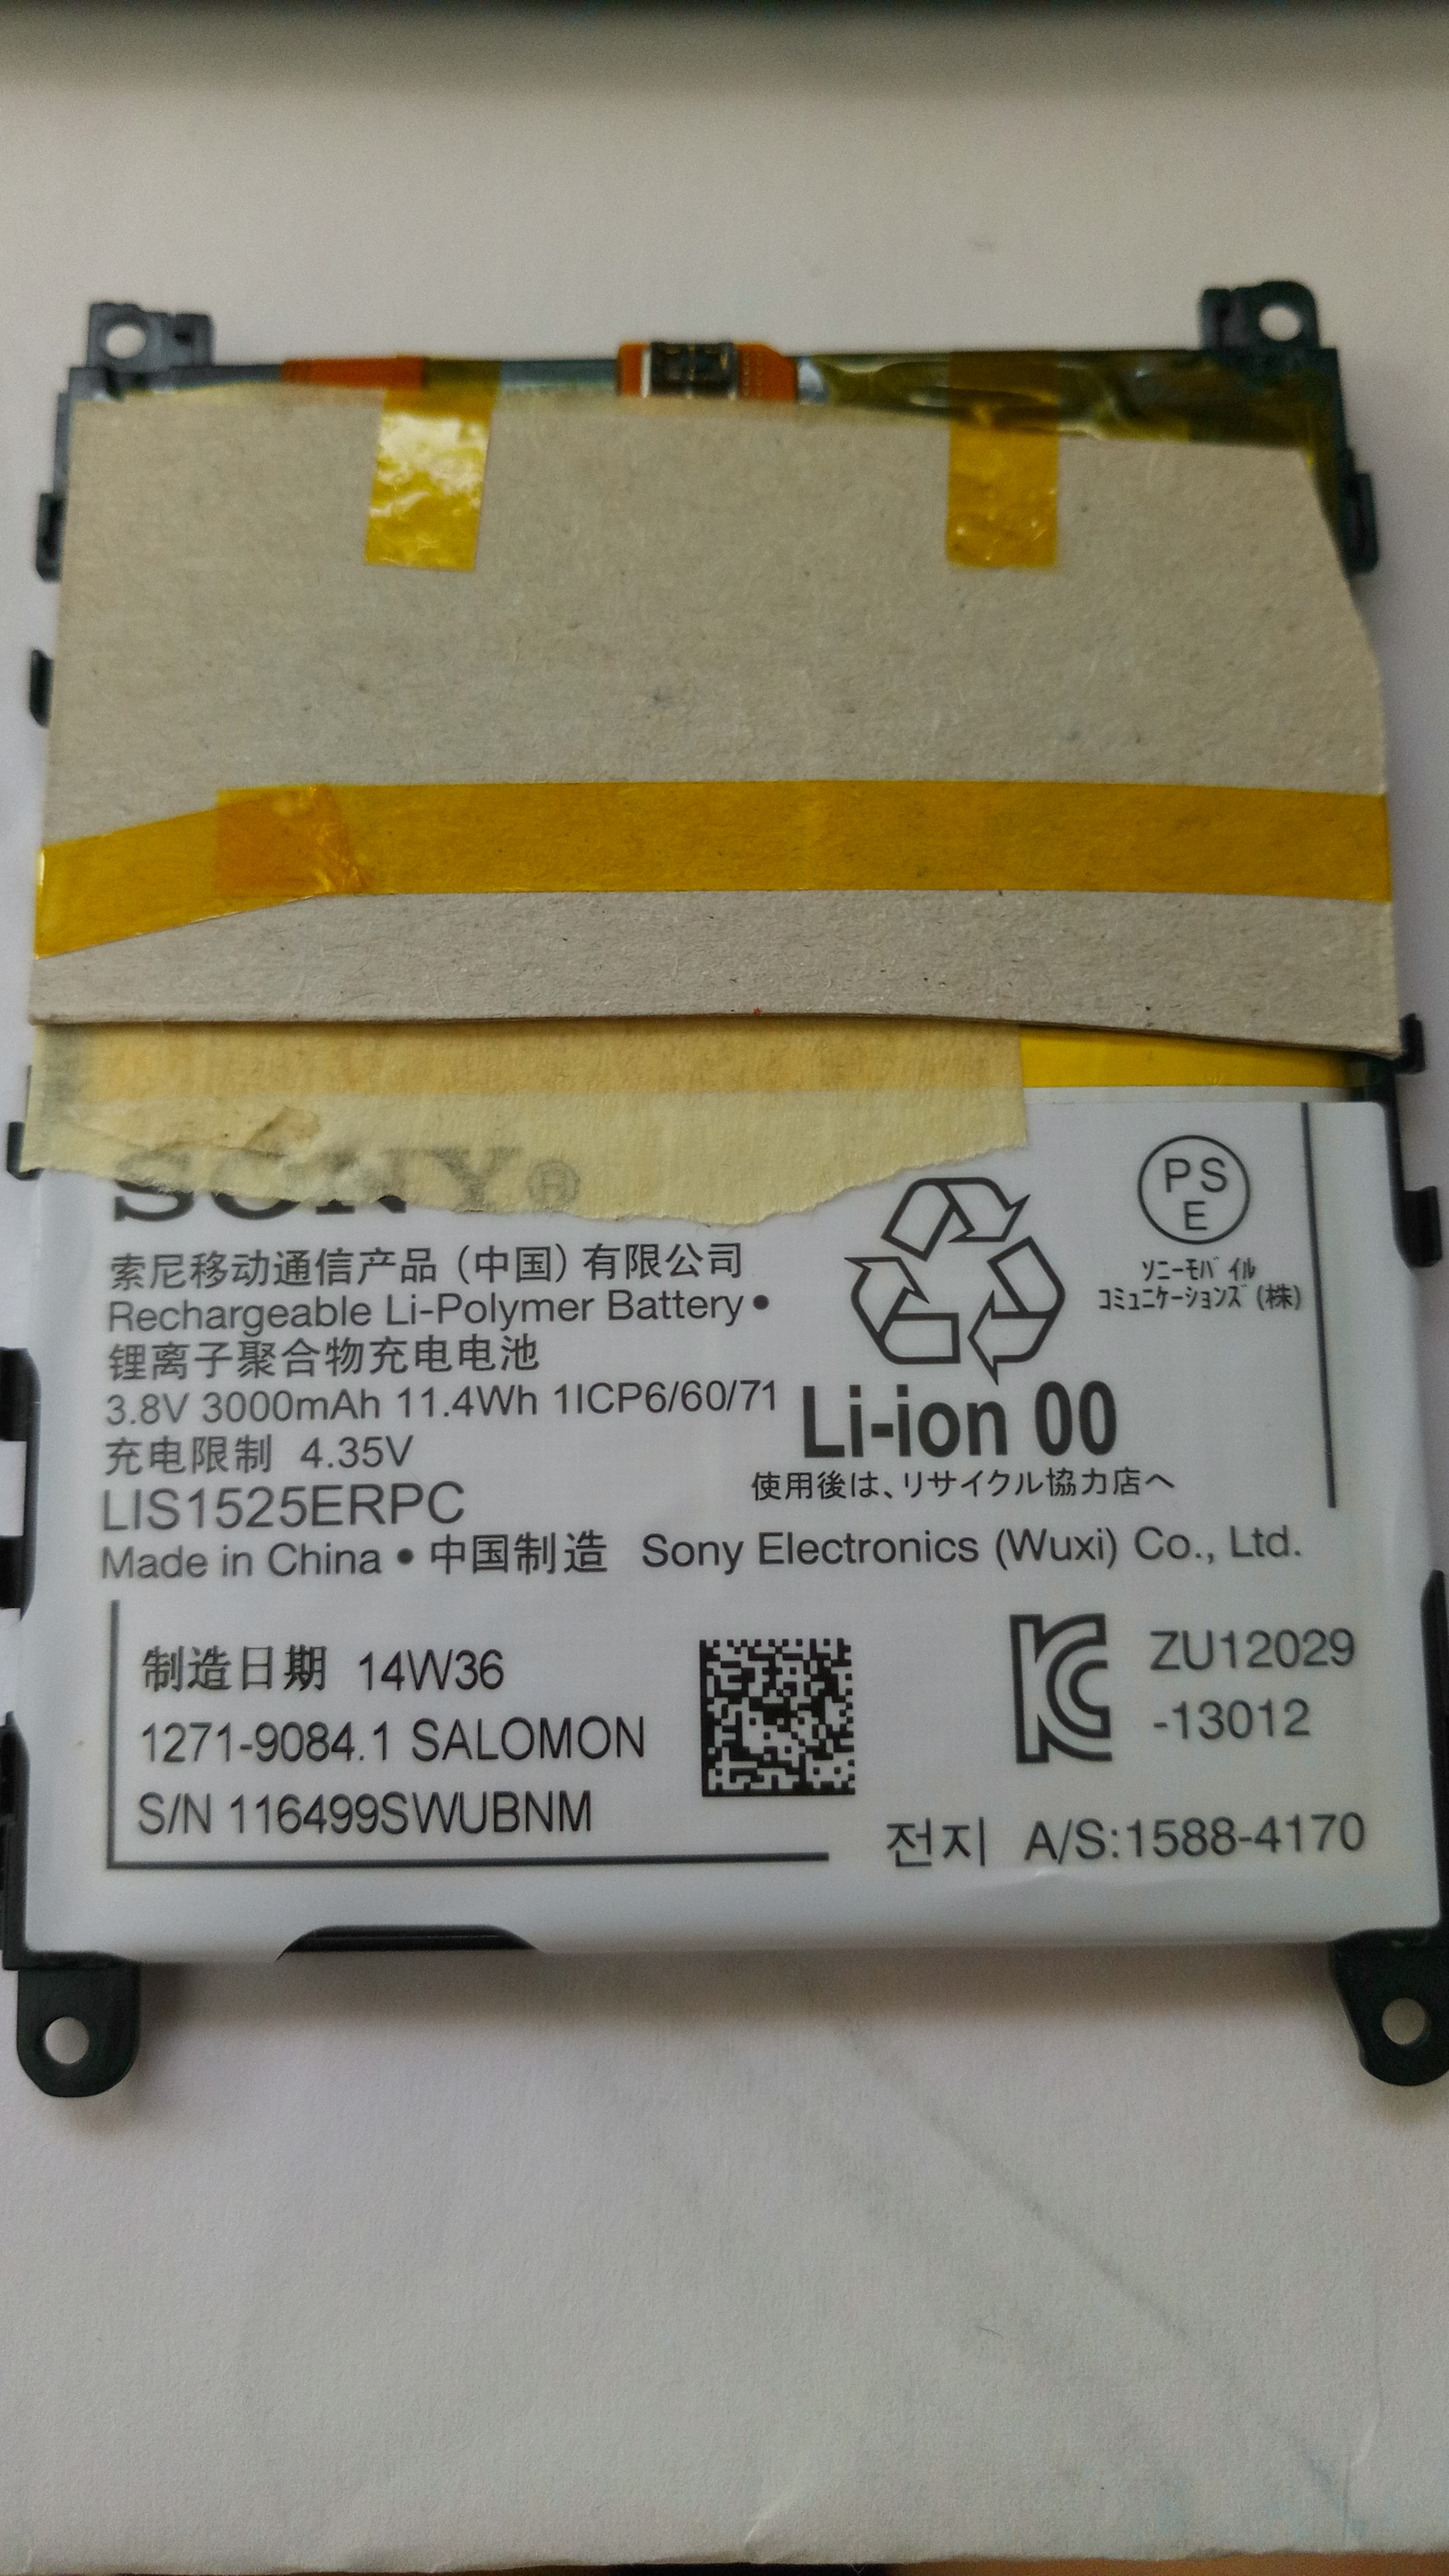 SONY®
索尼移动通信产品（中国）有限公司
Rechargeable Li-Polymer Battery •
锂离子聚合物充电电池
3.8V 3000mAh 11.4Wh 1ICP6/60/71
充电限制 4.35V
LIS1525ERPC
Made in China • 中国制造 Sony Electronics (Wuxi) Co., Ltd.
PS
E
ソニーモバイル
コミュニケーションズ (株)
Li-ion 00
使用後は、リサイクル協力店へ
制造日期 14W36
1271-9084.1 SALOMON
S/N 116499SWUBNM
KC
ZU12029
-13012
전지 A/S:1588-4170